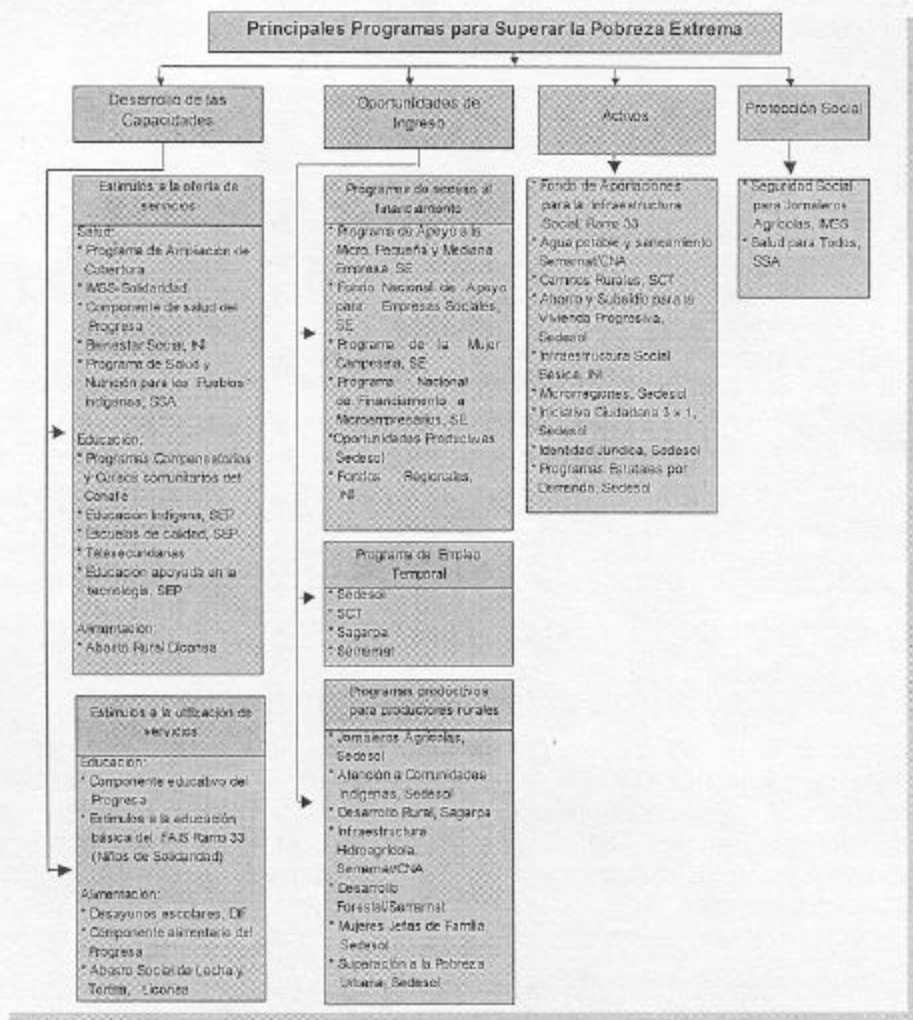 Principales Programas para Superar la Pobreza Extrema
Desarrollo de las
Capacidades
Estímulos a la oferta de
servicios
Salud:
* Programa de Ampliación de
Cobertura
* IMSS-Solidaridad
* Componente de salud del
Progresa
* Bienestar Social, INI
* Programa de Salud y
Nutrición para los Pueblos
Indígenas, SSA
Educación:
* Programas Compensatorios
y Cursos comunitarios del
Conafe
* Educación Indígena, SEP
* Escuelas de calidad, SEP
* Telesecundarias
* Educación apoyada en la
tecnología, SEP
Alimentación:
* Abasto Rural Diconsa
Estímulos a la utilización de
servicios
Educación:
* Componente educativo del
Progresa
* Estímulos a la educación
básica del FAIS Ramo 33
(Niños de Solidaridad)
Alimentación:
* Desayunos escolares, DIF
* Componente alimentario del
Progresa
* Abasto Social de Leche y
Tortilla, Liconsa
Oportunidades de
Ingreso
Programas de acceso al
financiamiento
* Programa de Apoyo a la
Micro, Pequeña y Mediana
Empresa, SE
* Fondo Nacional de Apoyo
para Empresas Sociales,
SE
* Programa de la Mujer
Campesina, SE
* Programa Nacional
de Financiamiento a
Microempresarios, SE
*Oportunidades Productivas
Sedesol
* Fondos Regionales,
INI
Programa de Empleo
Temporal
* Sedesol
* SCT
* Sagarpa
* Semarnat
Programas productivos
para productores rurales
* Jornaleros Agrícolas,
Sedesol
* Atención a Comunidades
Indígenas, Sedesol
* Desarrollo Rural, Sagarpa
* Infraestructura
Hidroagrícola,
Semarnat/CNA
* Desarrollo
Forestal/Semarnat
* Mujeres Jefas de Familia
Sedesol
* Superación a la Pobreza
Urbana, Sedesol
Activos
* Fondo de Aportaciones
para la Infraestructura
Social, Ramo 33
* Agua potable y saneamiento
Semarnat/CNA
* Caminos Rurales, SCT
* Ahorro y Subsidio para la
Vivienda Progresiva,
Sedesol
* Infraestructura Social
Básica, INI
* Microrregiones, Sedesol
* Iniciativa Ciudadana 3 x 1,
Sedesol
* Identidad Jurídica, Sedesol
* Programas Estatales por
Demanda, Sedesol
Protección Social
* Seguridad Social
para Jornaleros
Agrícolas, IMSS
* Salud para Todos,
SSA